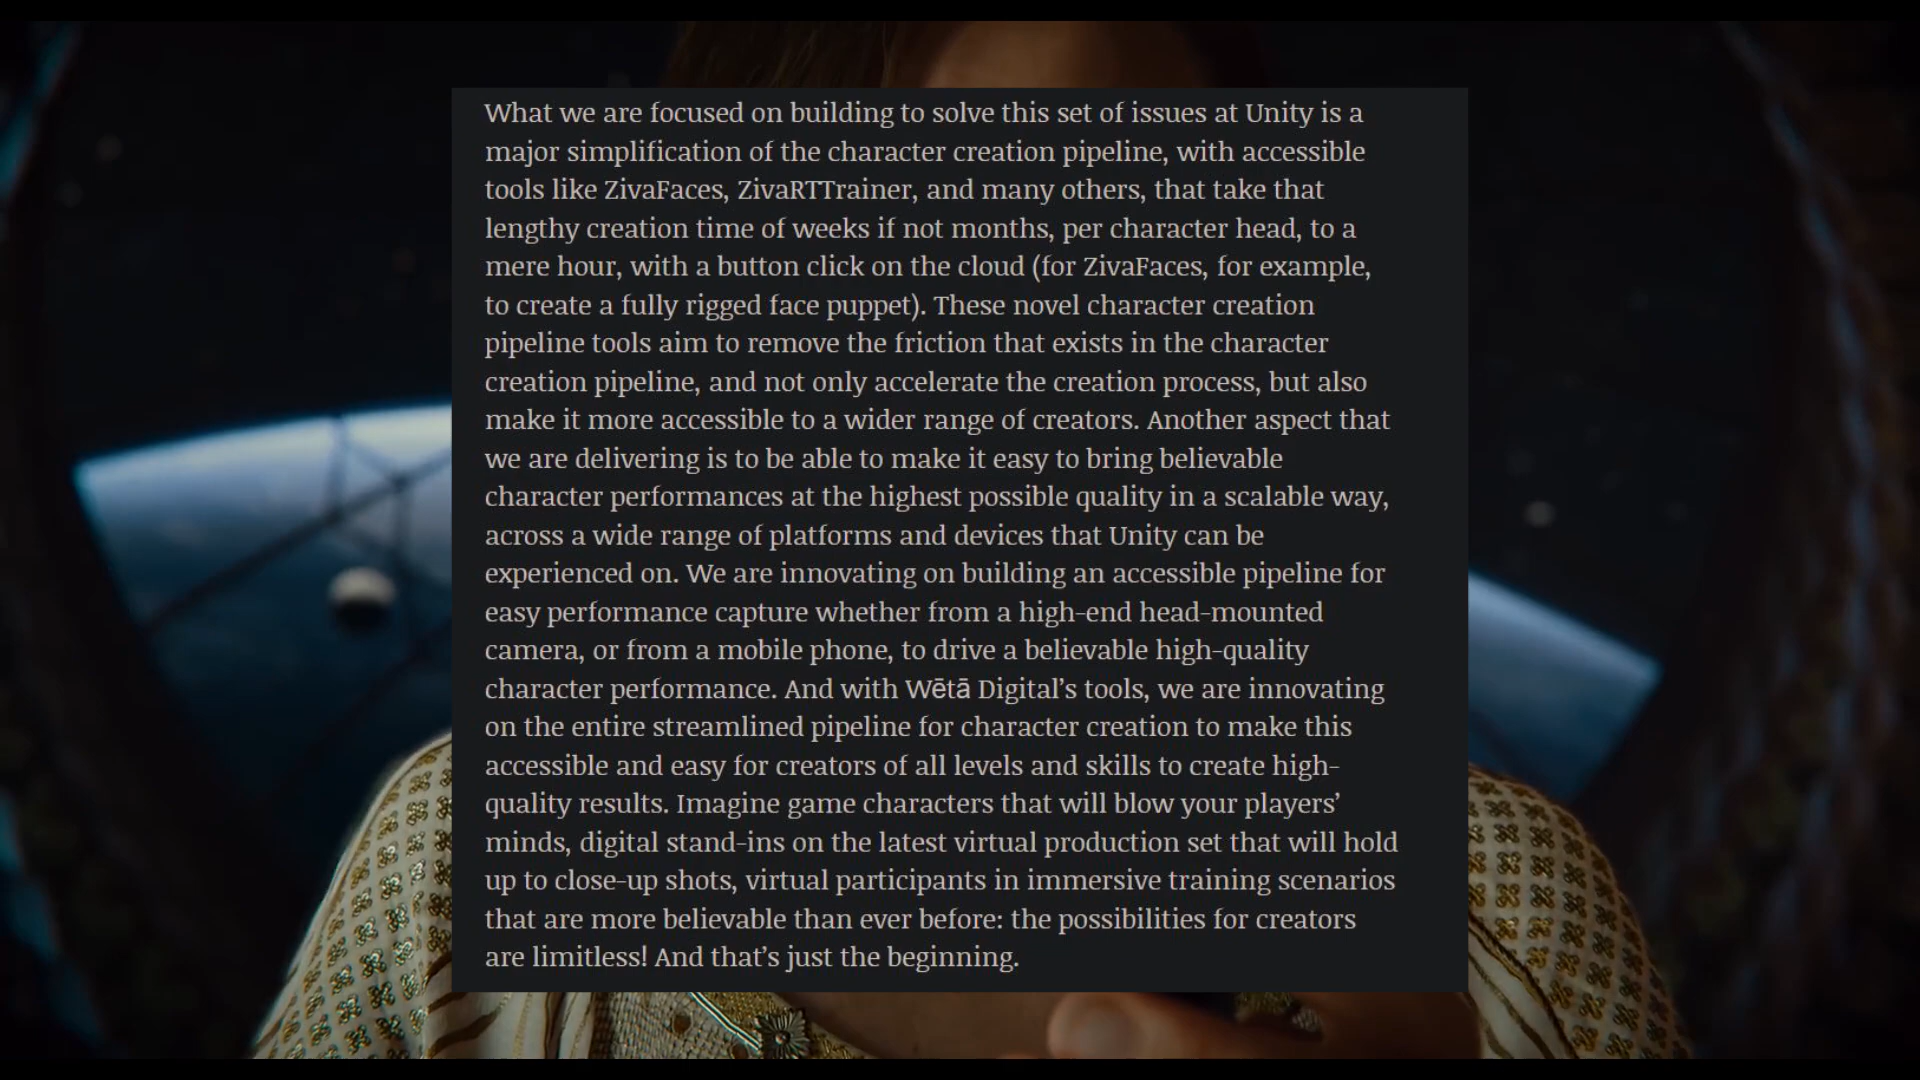 What we are focused on building to solve this set of issues at Unity is a
major simplification of the character creation pipeline, with accessible
tools like ZivaFaces, ZivaRTTrainer, and many others, that take that
lengthy creation time of weeks if not months, per character head, to a
mere hour, with a button click on the cloud (for ZivaFaces, for example,
to create a fully rigged face puppet). These novel character creation
pipeline tools aim to remove the friction that exists in the character
creation pipeline, and not only accelerate the creation process, but also
make it more accessible to a wider range of creators. Another aspect that
we are delivering is to be able to make it easy to bring believable
character performances at the highest possible quality in a scalable way,
across a wide range of platforms and devices that Unity can be
experienced on. We are innovating on building an accessible pipeline for
easy performance capture whether from a high-end head-mounted
camera, or from a mobile phone, to drive a believable high-quality
character performance. And with Wētā Digital’s tools, we are innovating
on the entire streamlined pipeline for character creation to make this
accessible and easy for creators of all levels and skills to create high-
quality results. Imagine game characters that will blow your players’
minds, digital stand-ins on the latest virtual production set that will hold
up to close-up shots, virtual participants in immersive training scenarios
that are more believable than ever before: the possibilities for creators
are limitless! And that’s just the beginning.